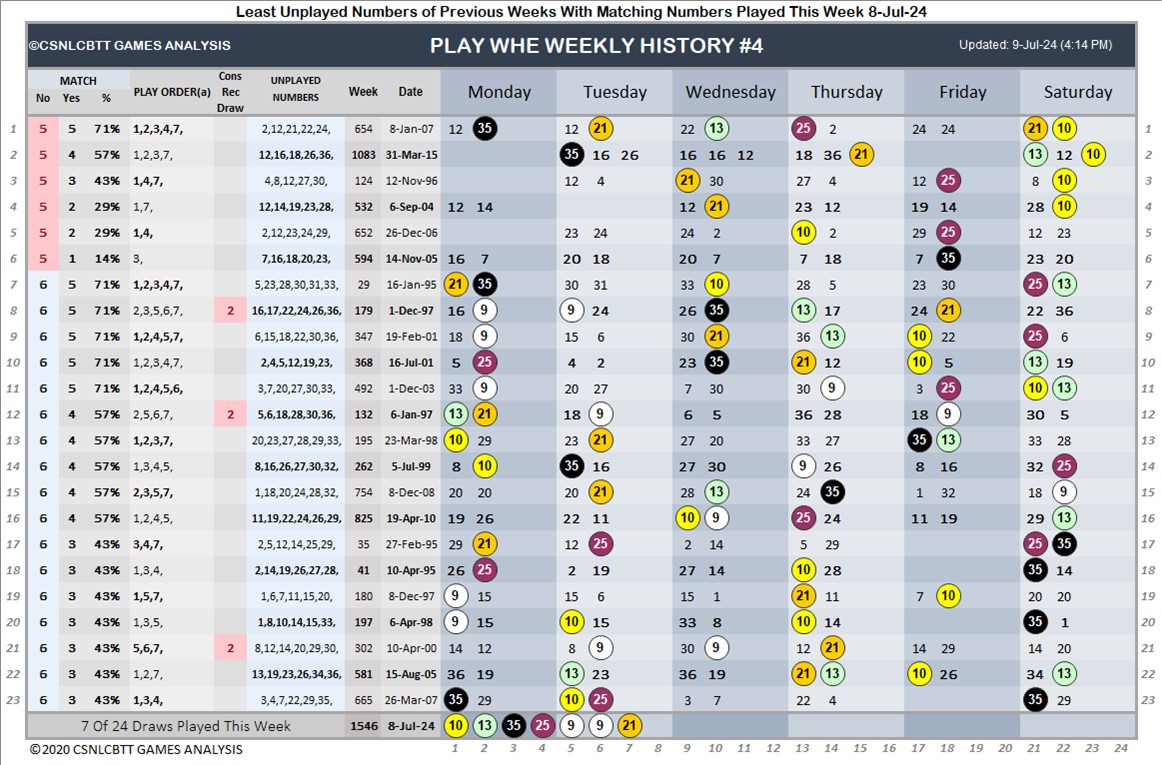 Least Unplayed Numbers of Previous Weeks With Matching Numbers Played This Week 8-Jul-24
©CSNLCBTT GAMES ANALYSIS PLAY WHE WEEKLY HISTORY #4 Updated: 9-Jul-24 (4:14 PM)
MATCH Cons Rec Draw UNPLAYED NUMBERS
No Yes % PLAY ORDER(a) Week Date Monday Tuesday Wednesday Thursday Friday Saturday
1 5 5 71% 1,2,3,4,7, 2,12,21,22,24, 654 8-Jan-07 12 35 12 21 22 13 25 2 24 24 21 10 1
2 5 4 57% 1,2,3,7, 12,16,18,26,36, 1083 31-Mar-15 35 16 26 16 16 12 18 36 21 13 12 10 2
3 5 3 43% 1,4,7, 4,8,12,27,30, 124 12-Nov-96 12 4 21 30 27 4 12 25 8 10 3
4 5 2 29% 1,7, 12,14,19,23,28, 532 6-Sep-04 12 14 12 21 23 12 19 14 28 10 4
5 5 2 29% 1,4, 2,12,23,24,29, 652 26-Dec-06 23 24 24 2 10 2 29 25 12 23 5
6 5 1 14% 3, 7,16,18,20,23, 594 14-Nov-05 16 7 20 18 20 7 7 18 7 35 23 20 6
7 6 5 71% 1,2,3,4,7, 5,23,28,30,31,33, 29 16-Jan-95 21 35 30 31 33 10 28 5 23 30 25 13 7
8 6 5 71% 2,3,5,6,7, 2 16,17,22,24,26,36, 179 1-Dec-97 16 9 9 24 26 35 13 17 24 21 22 36 8
9 6 5 71% 1,2,4,5,7, 6,15,18,22,30,36, 347 19-Feb-01 18 9 15 6 30 21 36 13 10 22 25 6 9
10 6 5 71% 1,2,3,4,7, 2,4,5,12,19,23, 368 16-Jul-01 5 25 4 2 23 35 21 12 10 5 13 19 10
11 6 5 71% 1,2,4,5,6, 3,7,20,27,30,33, 492 1-Dec-03 33 9 20 27 7 30 30 9 3 25 10 13 11
12 6 4 57% 2,5,6,7, 2 5,6,18,28,30,36, 132 6-Jan-97 13 21 18 9 6 5 36 28 18 9 30 5 12
13 6 4 57% 1,2,3,7, 20,23,27,28,29,33, 195 23-Mar-98 10 29 23 21 27 20 33 27 35 13 33 28 13
14 6 4 57% 1,3,4,5, 8,16,26,27,30,32, 262 5-Jul-99 8 10 35 16 27 30 9 26 8 16 32 25 14
15 6 4 57% 2,3,5,7, 1,18,20,24,28,32, 754 8-Dec-08 20 20 20 21 28 13 24 35 1 32 18 9 15
16 6 4 57% 1,2,4,5, 11,19,22,24,26,29, 825 19-Apr-10 19 26 22 11 10 9 25 24 11 19 29 13 16
17 6 3 43% 3,4,7, 2,5,12,14,25,29, 35 27-Feb-95 29 21 12 25 2 14 5 29 25 35 17
18 6 3 43% 1,3,4, 2,14,19,26,27,28, 41 10-Apr-95 26 25 2 19 27 14 10 28 35 14 18
19 6 3 43% 1,5,7, 1,6,7,11,15,20, 180 8-Dec-97 9 15 15 6 15 1 21 11 7 10 20 20 19
20 6 3 43% 1,3,5, 1,8,10,14,15,33, 197 6-Apr-98 9 15 10 15 33 8 10 14 35 1 20
21 6 3 43% 5,6,7, 2 8,12,14,20,29,30, 302 10-Apr-00 14 12 8 9 30 9 12 21 14 29 14 20 21
22 6 3 43% 1,2,7, 13,19,23,26,34,36, 581 15-Aug-05 36 19 13 23 36 19 21 13 10 26 34 13 22
23 6 3 43% 1,3,4, 3,4,7,22,29,35, 665 26-Mar-07 35 29 10 25 3 7 22 4 35 29 23
7 Of 24 Draws Played This Week 1546 8-Jul-24 10 13 35 25 9 9 21
© 2020 CSNLCBTT GAMES ANALYSIS 1 2 3 4 5 6 7 8 9 10 11 12 13 14 15 16 17 18 19 20 21 22 23 24